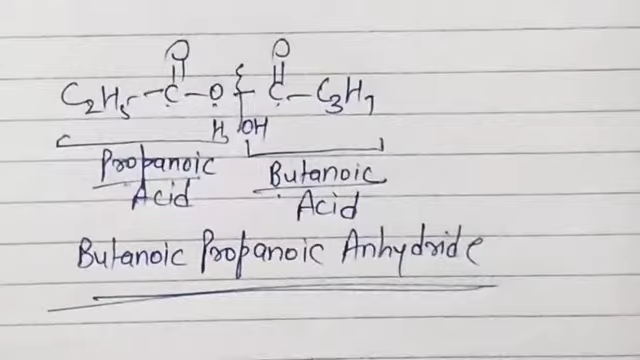 O O
C2H5-C-O-C-C3H7
H OH
Propanoic Butanoic
Acid Acid
Butanoic Propanoic Anhydride